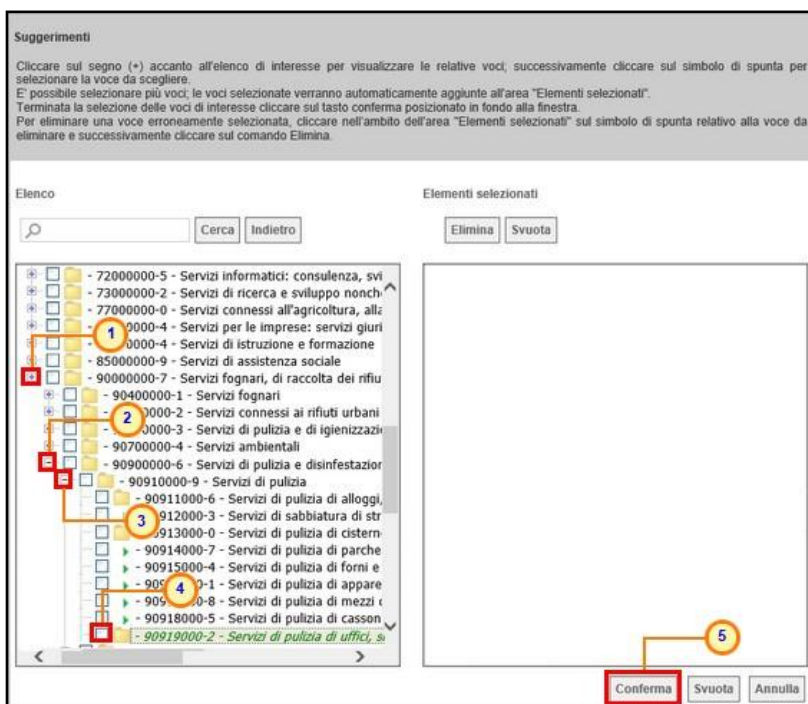 Suggerimenti
Cliccare sul segno (+) accanto all'elenco di interesse per visualizzare le relative voci; successivamente cliccare sul simbolo di spunta per
selezionare la voce da scegliere.
E' possibile selezionare più voci; le voci selezionate verranno automaticamente aggiunte all'area "Elementi selezionati".
Terminata la selezione delle voci di interesse cliccare sul tasto conferma posizionato in fondo alla finestra.
Per eliminare una voce erroneamente selezionata, cliccare nell'ambito dell'area "Elementi selezionati" sul simbolo di spunta relativo alla voce da
eliminare e successivamente cliccare sul comando Elimina.
Elenco
Elementi selezionati
Cerca Indietro
Elimina Svuota
- 72000000-5 - Servizi informatici: consulenza, svi
- 73000000-2 - Servizi di ricerca e sviluppo nonch
- 77000000-0 - Servizi connessi all'agricoltura, alla
0000-4 - Servizi per le imprese: servizi giuri
1
0000-4 - Servizi di istruzione e formazione
- 85000000-9 - Servizi di assistenza sociale
- 90000000-7 - Servizi fognari, di raccolta dei rifiu
- 90400000-1 - Servizi fognari
2
000-2 - Servizi connessi ai rifiuti urbani
000-3 - Servizi di pulizia e di igienizzazi
- 90700000-4 - Servizi ambientali
- 90900000-6 - Servizi di pulizia e disinfestazion
- 90910000-9 - Servizi di pulizia
- 90911000-6 - Servizi di pulizia di alloggi,
3
912000-3 - Servizi di sabbiatura di str
913000-0 - Servizi di pulizia di cistern
- 90914000-7 - Servizi di pulizia di parche
- 90915000-4 - Servizi di pulizia di forni e
4
0-1 - Servizi di pulizia di appare
0-8 - Servizi di pulizia di mezzi
- 90918000-5 - Servizi di pulizia di casson
- 90919000-2 - Servizi di pulizia di uffici, s
5
Conferma Svuota Annulla